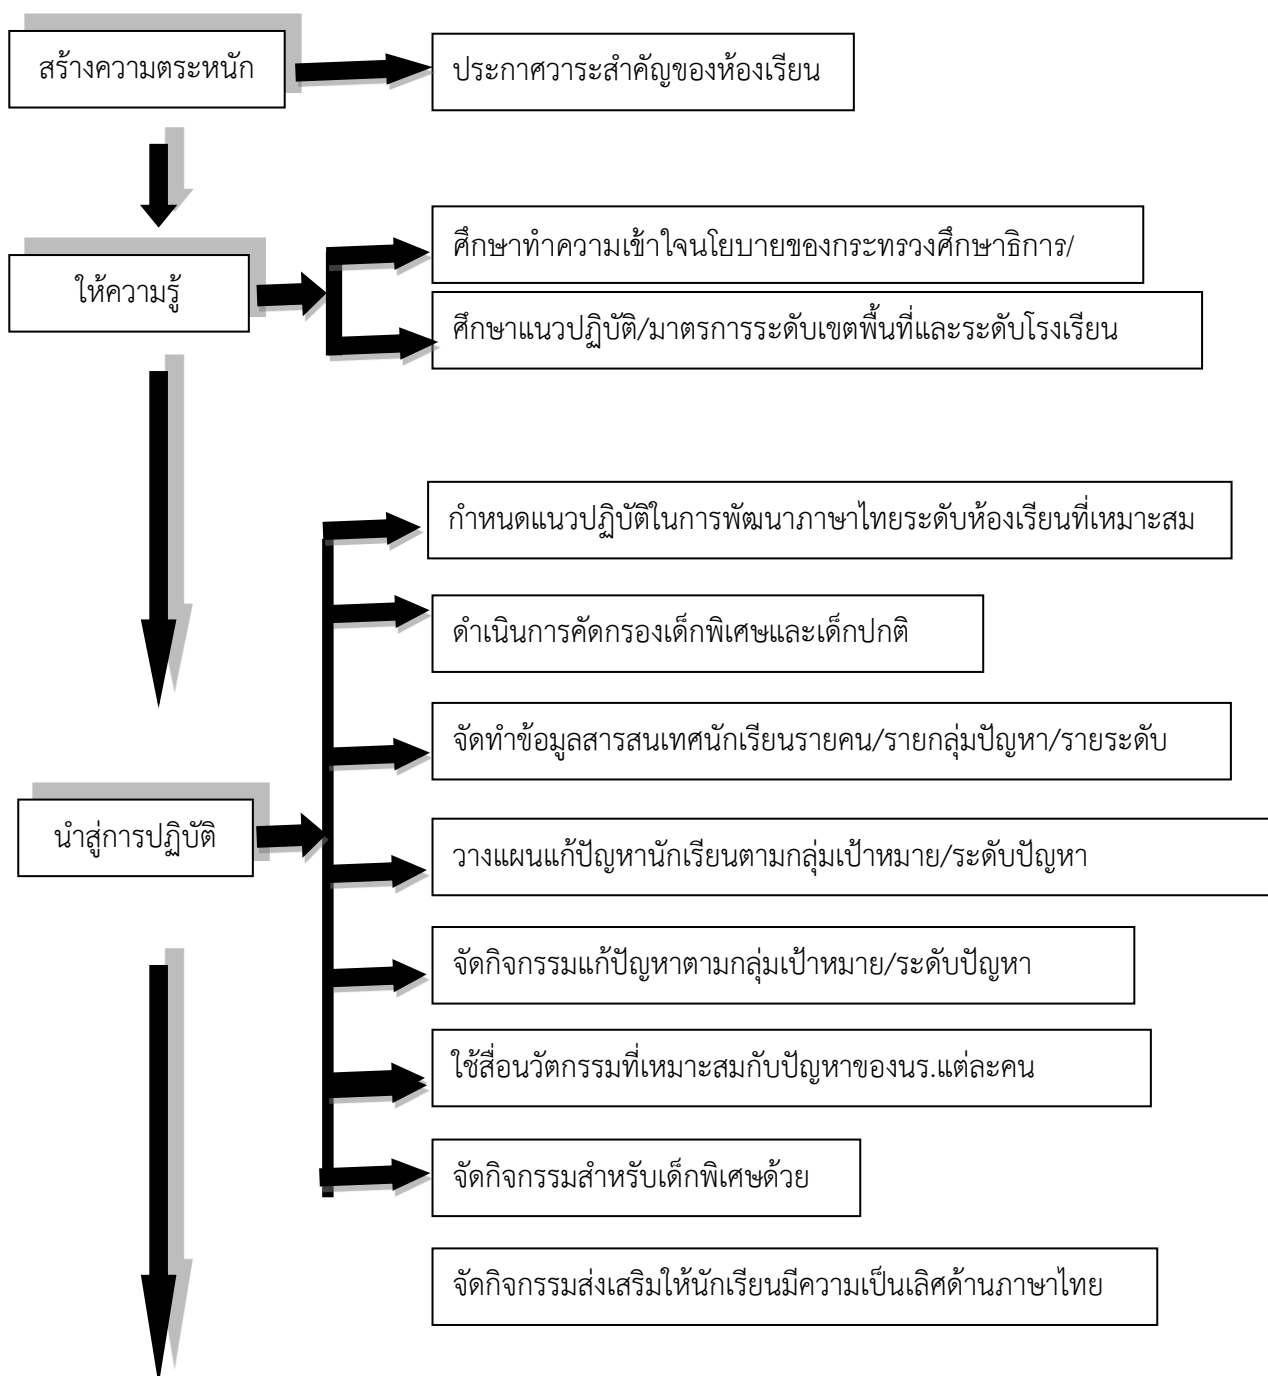 สร้างความตระหนัก
ประกาศวาระสำคัญของห้องเรียน
ให้ความรู้
ศึกษาทำความเข้าใจนโยบายของกระทรวงศึกษาธิการ/
ศึกษาแนวปฏิบัติ/มาตรการระดับเขตพื้นที่และระดับโรงเรียน
นำสู่การปฏิบัติ
กำหนดแนวปฏิบัติในการพัฒนาภาษาไทยระดับห้องเรียนที่เหมาะสม
ดำเนินการคัดกรองเด็กพิเศษและเด็กปกติ
จัดทำข้อมูลสารสนเทศนักเรียนรายคน/รายกลุ่มปัญหา/รายระดับ
วางแผนแก้ปัญหานักเรียนตามกลุ่มเป้าหมาย/ระดับปัญหา
จัดกิจกรรมแก้ปัญหาตามกลุ่มเป้าหมาย/ระดับปัญหา
ใช้สื่อนวัตกรรมที่เหมาะสมกับปัญหาของนร.แต่ละคน
จัดกิจกรรมสำหรับเด็กพิเศษด้วย
จัดกิจกรรมส่งเสริมให้นักเรียนมีความเป็นเลิศด้านภาษาไทย